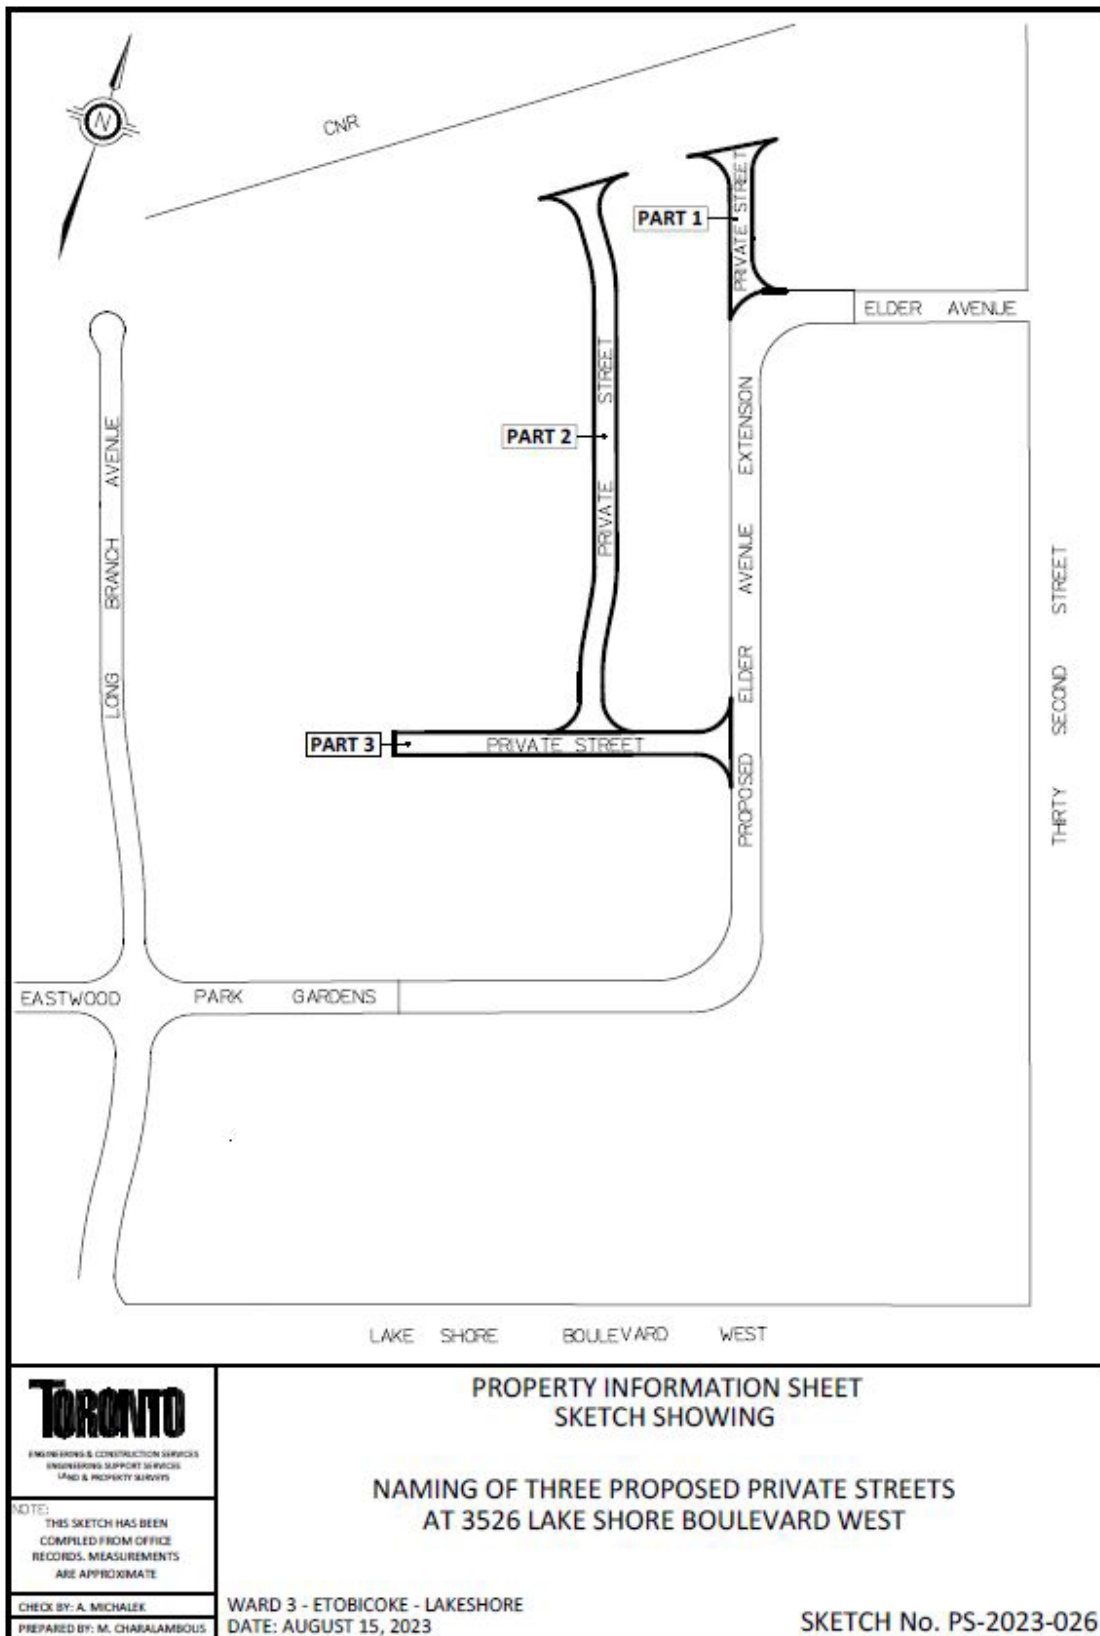 N
CNR
PRIVATE STREET
PART 1
ELDER AVENUE
PRIVATE STREET
PART 2
LONG BRANCH AVENUE
PROPOSED ELDER AVENUE EXTENSION
THIRTY SECOND STREET
PART 3
PRIVATE STREET
EASTWOOD PARK GARDENS
LAKE SHORE BOULEVARD WEST
TORONTO
ENGINEERING & CONSTRUCTION SERVICES
ENGINEERING SUPPORT SERVICES
LAND & PROPERTY SURVEYS
NOTE:
THIS SKETCH HAS BEEN
COMPILED FROM OFFICE
RECORDS. MEASUREMENTS
ARE APPROXIMATE
CHECK BY: A. MICHALEK
PREPARED BY: M. CHARALAMBOUS
PROPERTY INFORMATION SHEET
SKETCH SHOWING
NAMING OF THREE PROPOSED PRIVATE STREETS
AT 3526 LAKE SHORE BOULEVARD WEST
WARD 3 - ETOBICOKE - LAKESHORE
DATE: AUGUST 15, 2023
SKETCH No. PS-2023-026